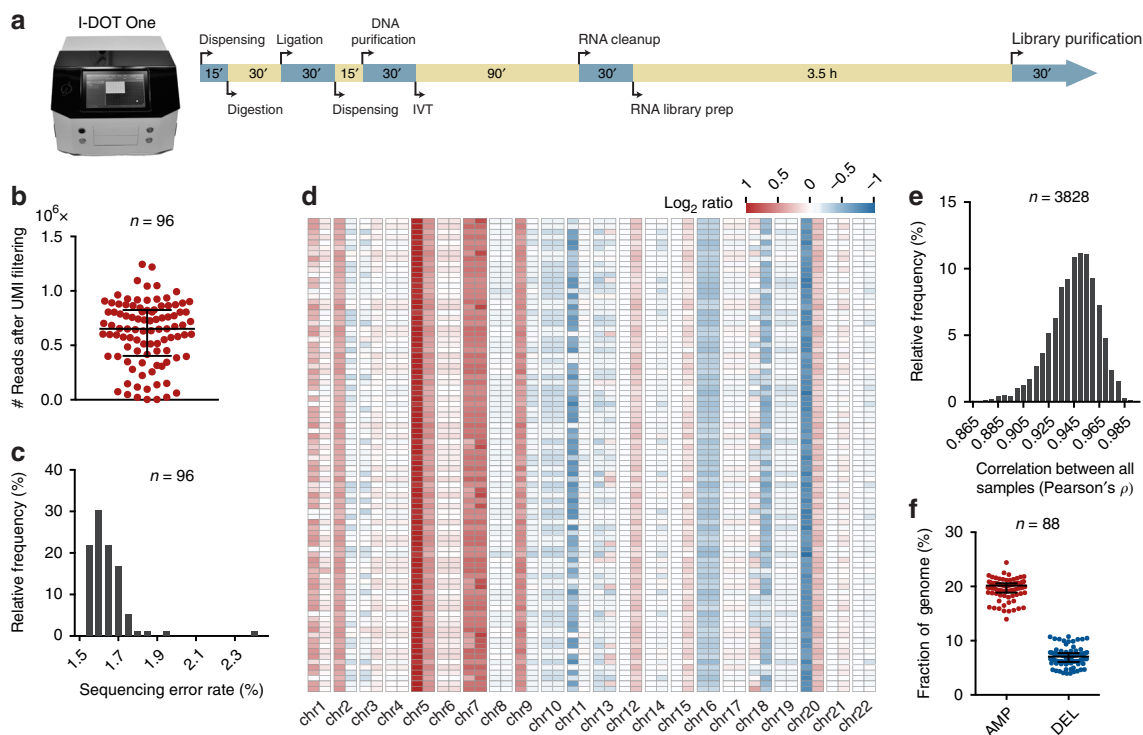 a
I-DOT One
Dispensing
Ligation
DNA
purification
RNA cleanup
Library purification
15′ 30′ 30′ 15′ 30′ 90′ 30′ 3.5 h 30′
Digestion
Dispensing
IVT
RNA library prep
b
10⁶×
n = 96
# Reads after UMI filtering
1.5
1.0
0.5
0.0
c
n = 96
Relative frequency (%)
40
30
20
10
0
1.5 1.7 1.9 2.1 2.3
Sequencing error rate (%)
d
Log₂ ratio
1 0.5 0 −0.5 −1
chr1 chr2 chr3 chr4 chr5 chr6 chr7 chr8 chr9 chr10 chr11 chr13 chr12 chr14 chr15 chr16 chr17 chr18 chr19 chr20 chr21 chr22
e
n = 3828
Relative frequency (%)
15
10
5
0
0.865 0.885 0.905 0.925 0.945 0.965 0.985
Correlation between all
samples (Pearson′s ρ)
f
n = 88
Fraction of genome (%)
30
20
10
0
AMP DEL